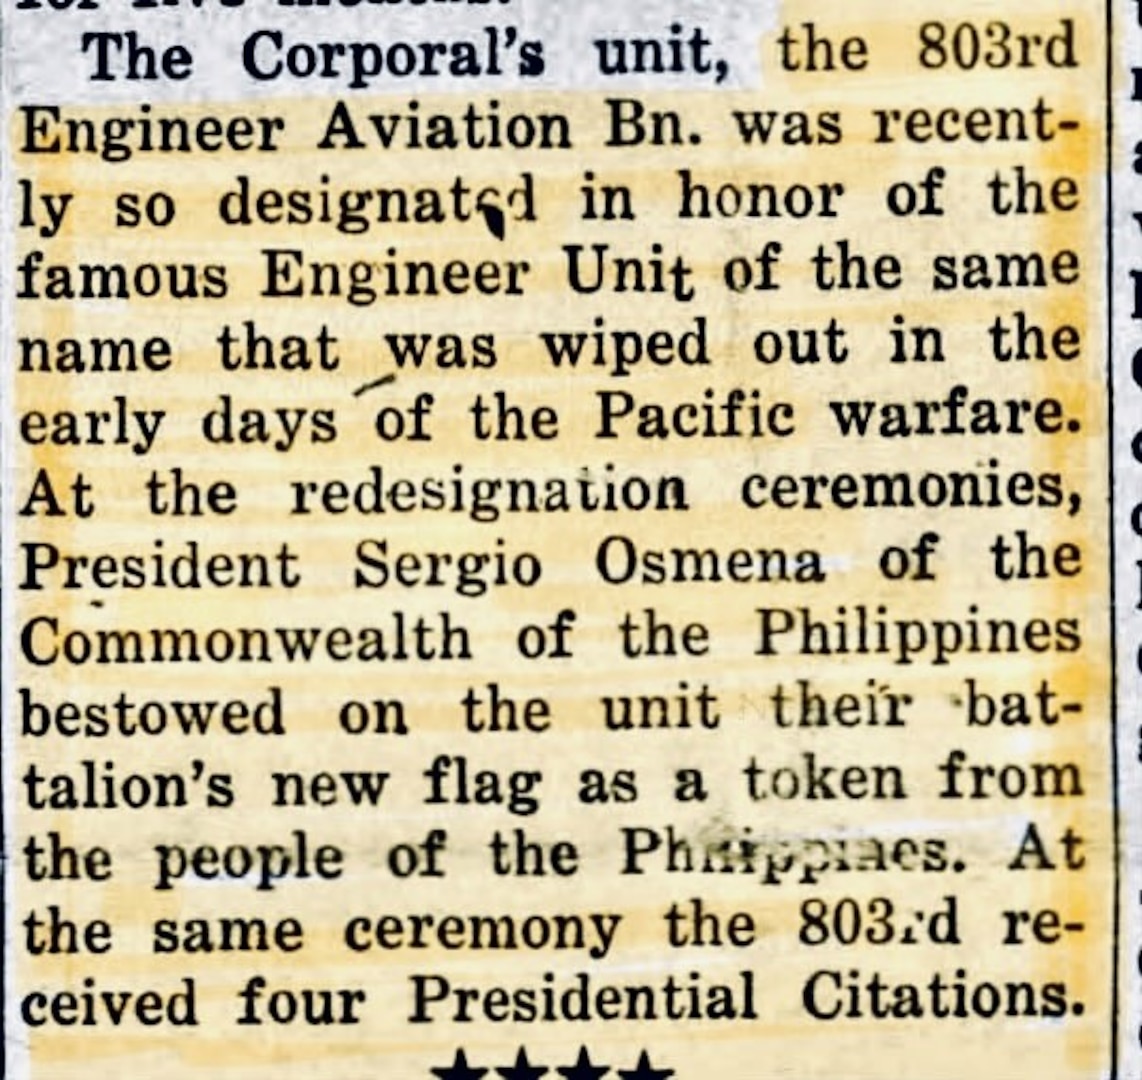 The Corporal's unit, the 803rd
Engineer Aviation Bn. was recent-
ly so designated in honor of the
famous Engineer Unit of the same
name that was wiped out in the
early days of the Pacific warfare.
At the redesignation ceremonies,
President Sergio Osmena of the
Commonwealth of the Philippines
bestowed on the unit their bat-
talion's new flag as a token from
the people of the Philippines. At
the same ceremony the 803rd re-
ceived four Presidential Citations.
★★★★